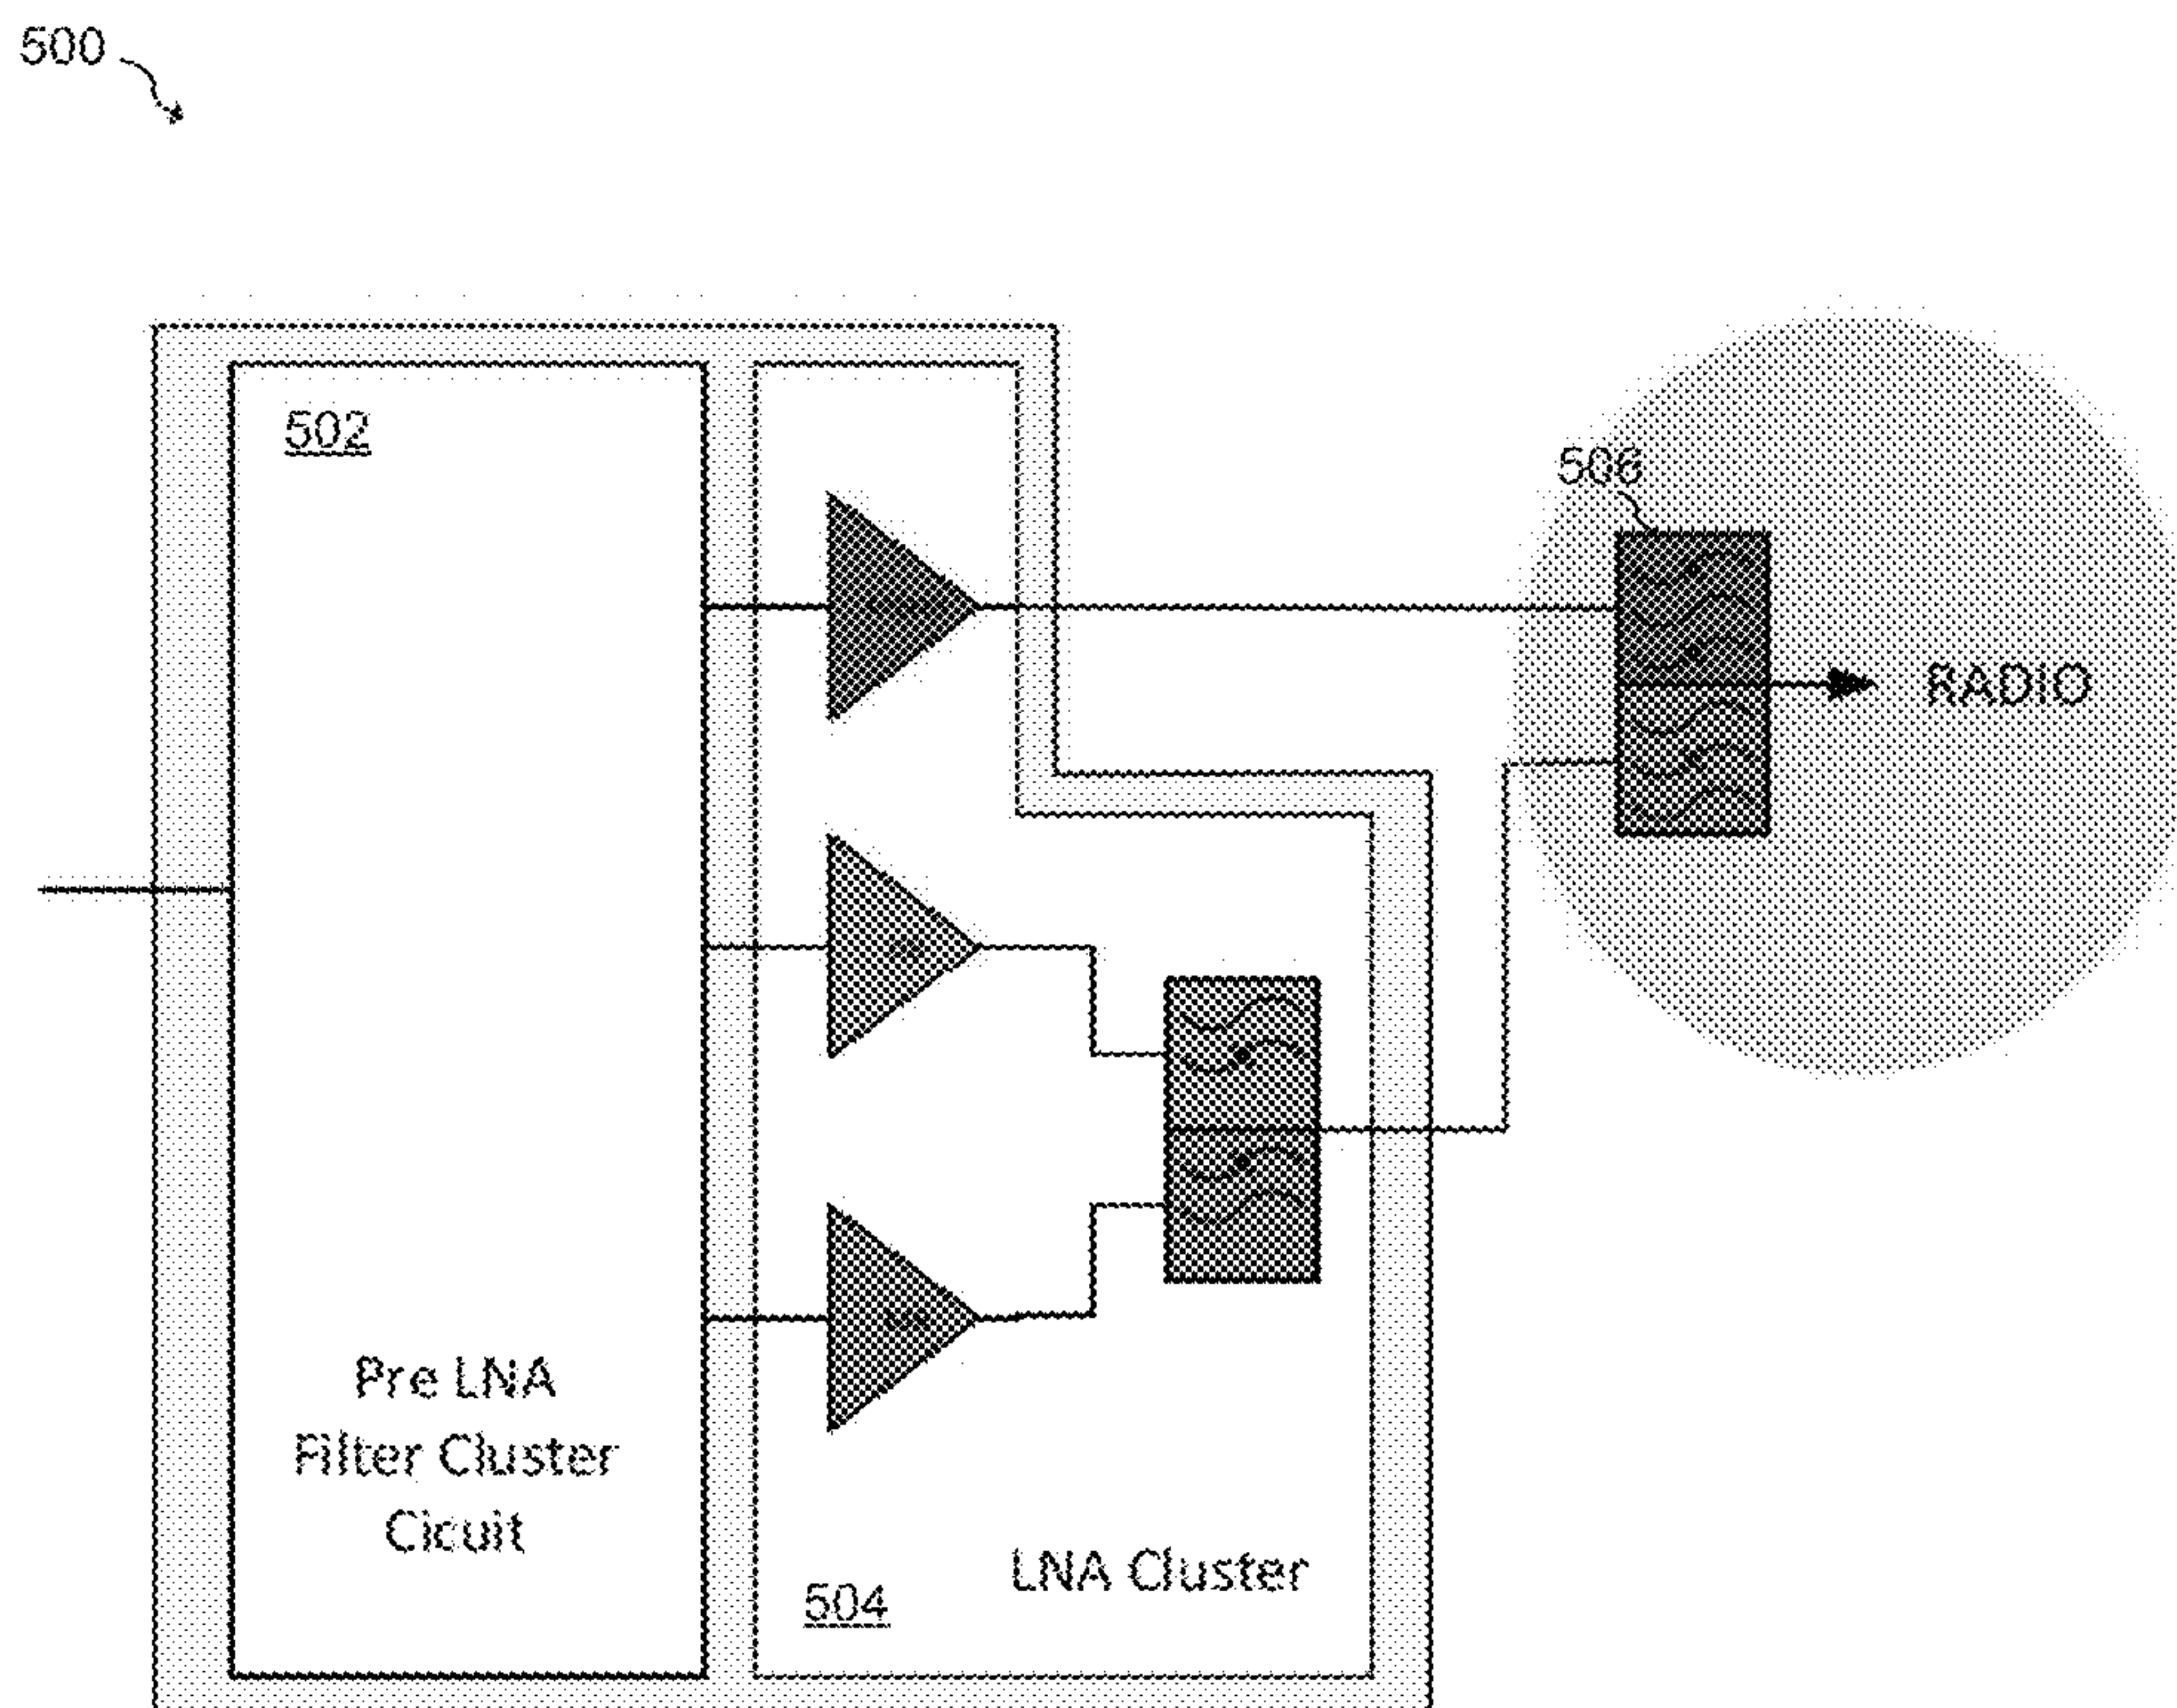 500
502
506
RADIO
Pre LNA
Filter Cluster
Cicuit
LNA Cluster
504